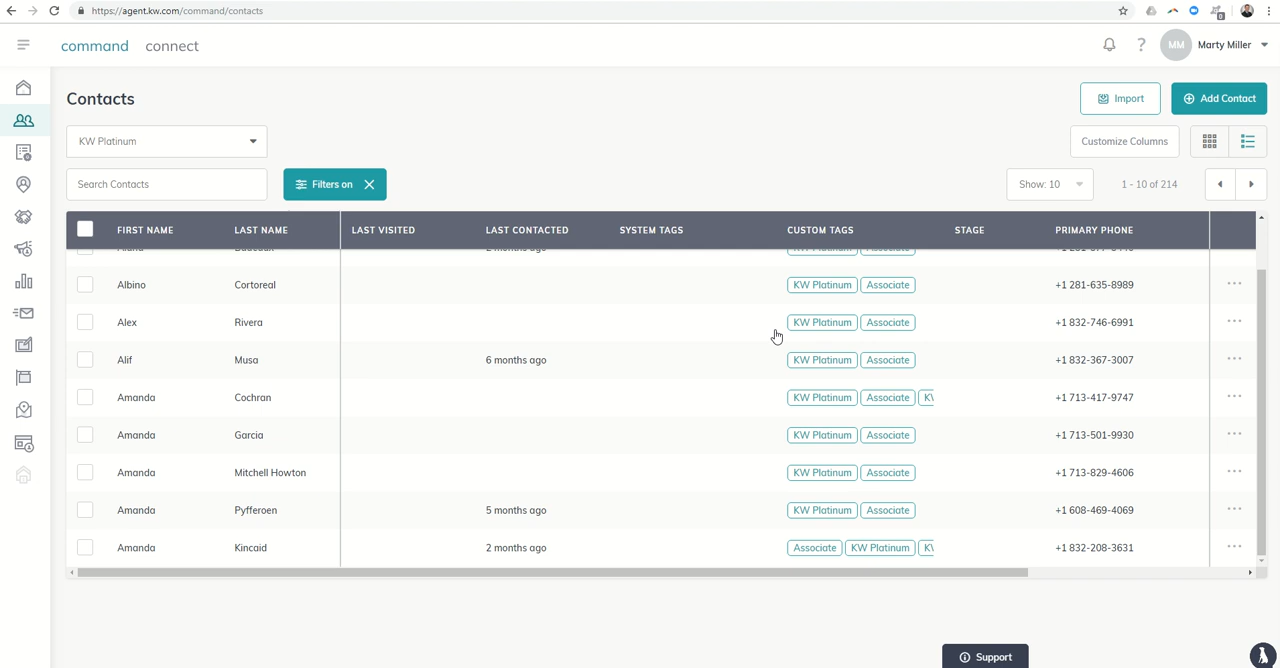 https://agent.kw.com/command/contacts
command connect
? MM Marty Miller
Contacts
Import Add Contact
KW Platinum
Customize Columns
Search Contacts Filters on Show: 10 1 - 10 of 214
FIRST NAME LAST NAME LAST VISITED LAST CONTACTED SYSTEM TAGS CUSTOM TAGS STAGE PRIMARY PHONE
Albino Cortoreal KW Platinum Associate +1 281-635-8989
Alex Rivera KW Platinum Associate +1 832-746-6991
Alif Musa 6 months ago KW Platinum Associate +1 832-367-3007
Amanda Cochran KW Platinum Associate +1 713-417-9747
Amanda Garcia KW Platinum Associate +1 713-501-9930
Amanda Mitchell Howton KW Platinum Associate +1 713-829-4606
Amanda Pyfferoen 5 months ago KW Platinum Associate +1 608-469-4069
Amanda Kincaid 2 months ago Associate KW Platinum +1 832-208-3631
Support